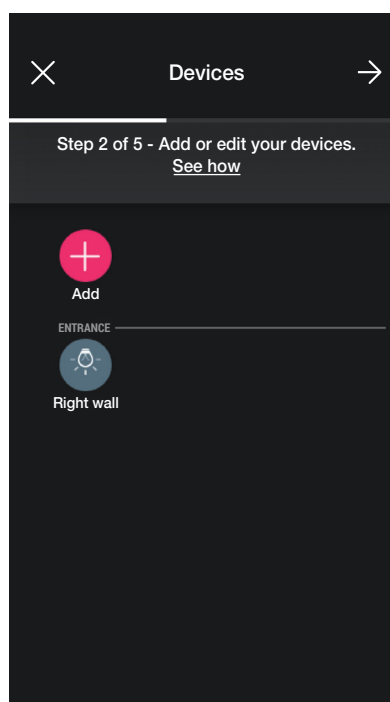 Devices
Step 2 of 5 - Add or edit your devices.
See how
Add
ENTRANCE
Right wall